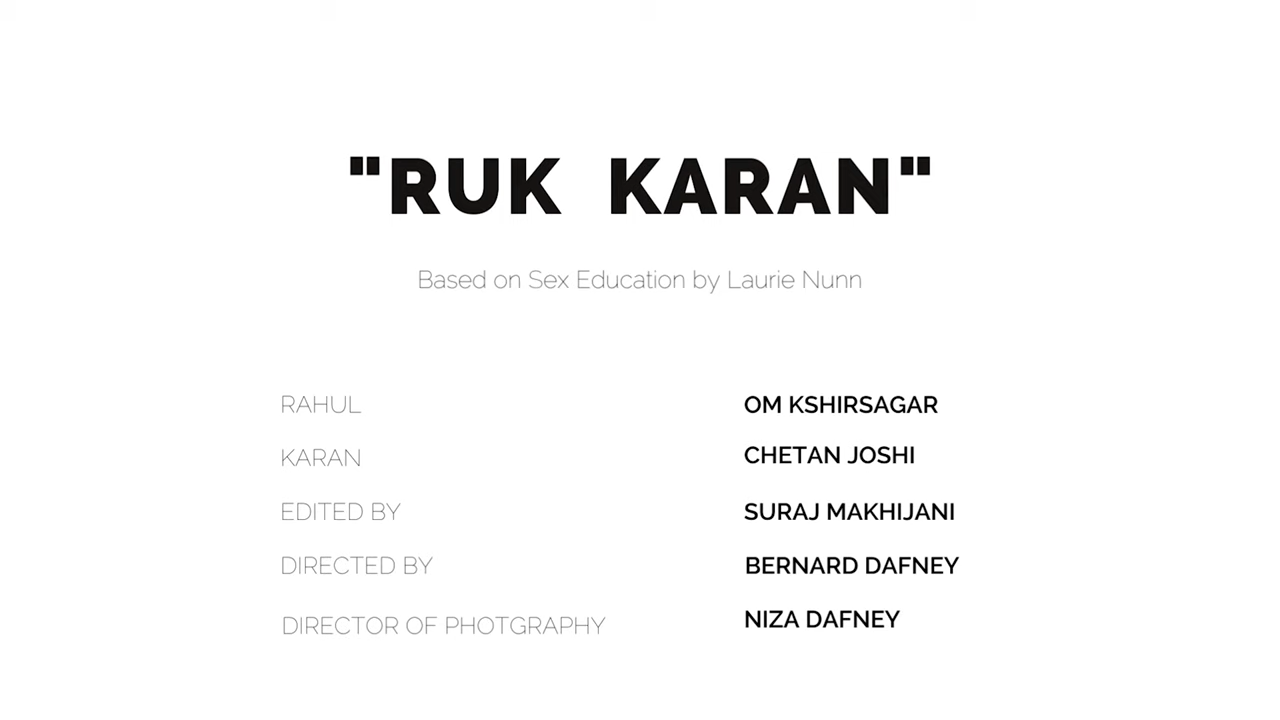 "RUK KARAN"
Based on Sex Education by Laurie Nunn
RAHUL OM KSHIRSAGAR
KARAN CHETAN JOSHI
EDITED BY SURAJ MAKHIJANI
DIRECTED BY BERNARD DAFNEY
DIRECTOR OF PHOTGRAPHY NIZA DAFNEY